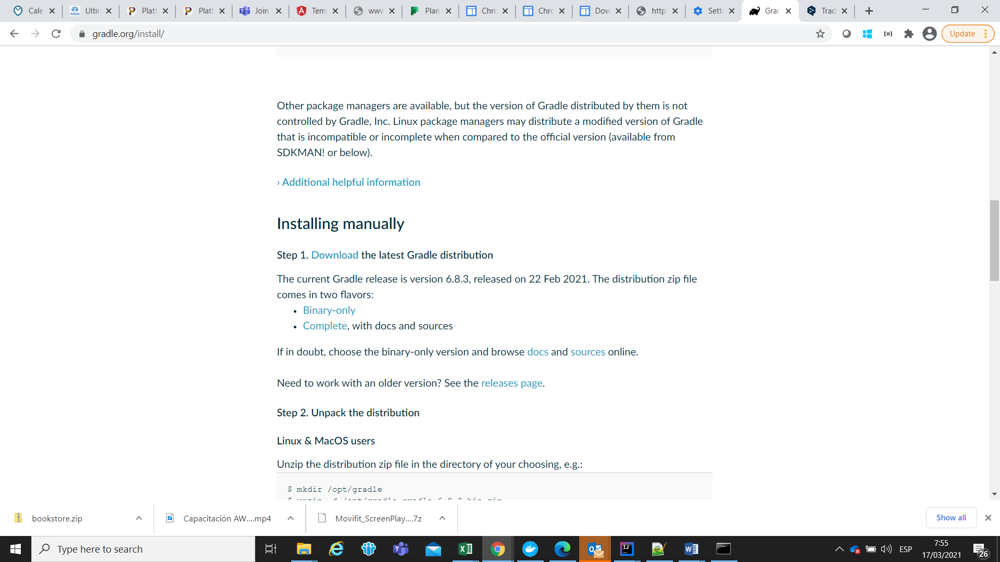 Cale
Ultin
Platf
Platf
Join
Tem
www
Plan
Chro
Chro
Dow
http
Setti
Grad
Trad
gradle.org/install/
Update
Other package managers are available, but the version of Gradle distributed by them is not
controlled by Gradle, Inc. Linux package managers may distribute a modified version of Gradle
that is incompatible or incomplete when compared to the official version (available from
SDKMAN! or below).
› Additional helpful information
Installing manually
Step 1. Download the latest Gradle distribution
The current Gradle release is version 6.8.3, released on 22 Feb 2021. The distribution zip file
comes in two flavors:
• Binary-only
• Complete, with docs and sources
If in doubt, choose the binary-only version and browse docs and sources online.
Need to work with an older version? See the releases page.
Step 2. Unpack the distribution
Linux & MacOS users
Unzip the distribution zip file in the directory of your choosing, e.g.:
$ mkdir /opt/gradle
bookstore.zip
Capacitación AW....mp4
Movifit_ScreenPlay....7z
Show all
Type here to search
ESP
7:55
17/03/2021
26